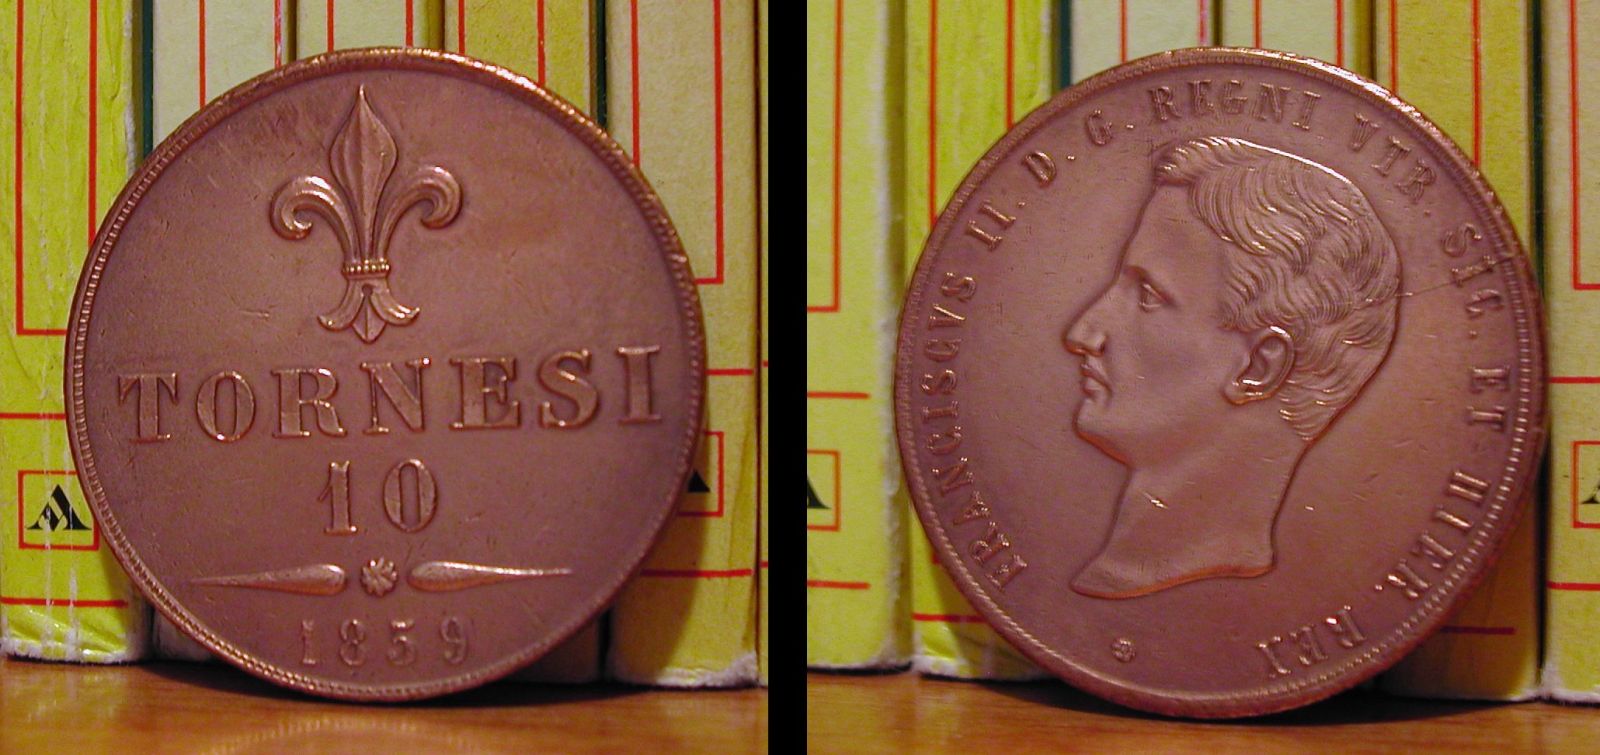 TORNESI
10
1859
FRANCISCVS II. D. G. REGNI VTR. SIC. ET HIER. REX